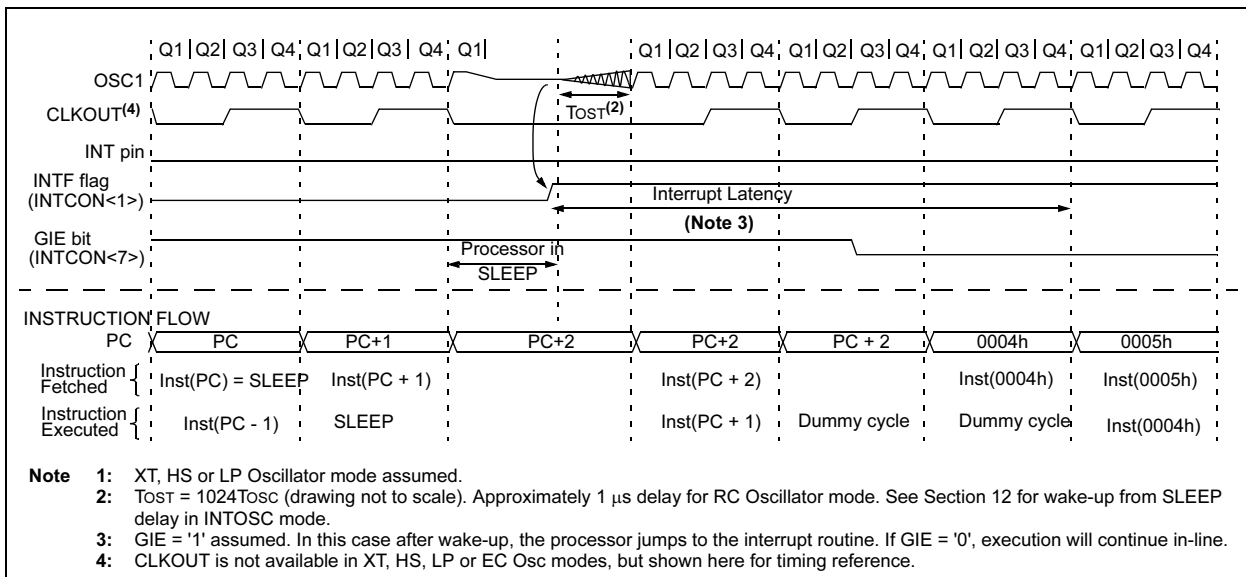 Q1 Q2 Q3 Q4 Q1 Q2 Q3 Q4 Q1 Q1 Q2 Q3 Q4 Q1 Q2 Q3 Q4 Q1 Q2 Q3 Q4 Q1 Q2 Q3 Q4
OSC1
CLKOUT(4) TOST(2)
INT pin
INTF flag
(INTCON<1>)
Interrupt Latency
(Note 3)
GIE bit
(INTCON<7>)
Processor in
SLEEP
INSTRUCTION FLOW
PC PC PC+1 PC+2 PC+2 PC + 2 0004h 0005h
Instruction
Fetched
Inst(PC) = SLEEP Inst(PC + 1) Inst(PC + 2) Inst(0004h) Inst(0005h)
Instruction
Executed
Inst(PC - 1) SLEEP Inst(PC + 1) Dummy cycle Dummy cycle Inst(0004h)
Note 1: XT, HS or LP Oscillator mode assumed.
2: TOST = 1024TOSC (drawing not to scale). Approximately 1 µs delay for RC Oscillator mode. See Section 12 for wake-up from SLEEP
delay in INTOSC mode.
3: GIE = '1' assumed. In this case after wake-up, the processor jumps to the interrupt routine. If GIE = '0', execution will continue in-line.
4: CLKOUT is not available in XT, HS, LP or EC Osc modes, but shown here for timing reference.